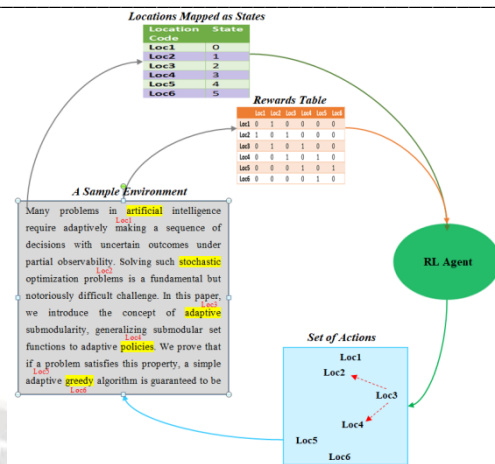 Locations Mapped as States
Location Code State
Loc1 0
Loc2 1
Loc3 2
Loc4 3
Loc5 4
Loc6 5
Rewards Table
Loc1 Loc2 Loc3 Loc4 Loc5 Loc6
Loc1 0 1 0 0 0 0
Loc2 1 0 1 0 0 0
Loc3 0 1 0 1 0 0
Loc4 0 0 1 0 1 0
Loc5 0 0 0 1 0 1
Loc6 0 0 0 0 1 0
A Sample Environment
Many problems in artificial intelligence
Loc1
require adaptively making a sequence of
decisions with uncertain outcomes under
partial observability. Solving such stochastic
Loc2
optimization problems is a fundamental but
notoriously difficult challenge. In this paper,
Loc3
we introduce the concept of adaptive
submodularity, generalizing submodular set
Loc4
functions to adaptive policies. We prove that
if a problem satisfies this property, a simple
Loc5
adaptive greedy algorithm is guaranteed to be
Loc6
RL Agent
Set of Actions
Loc1
Loc2
Loc3
Loc4
Loc5
Loc6